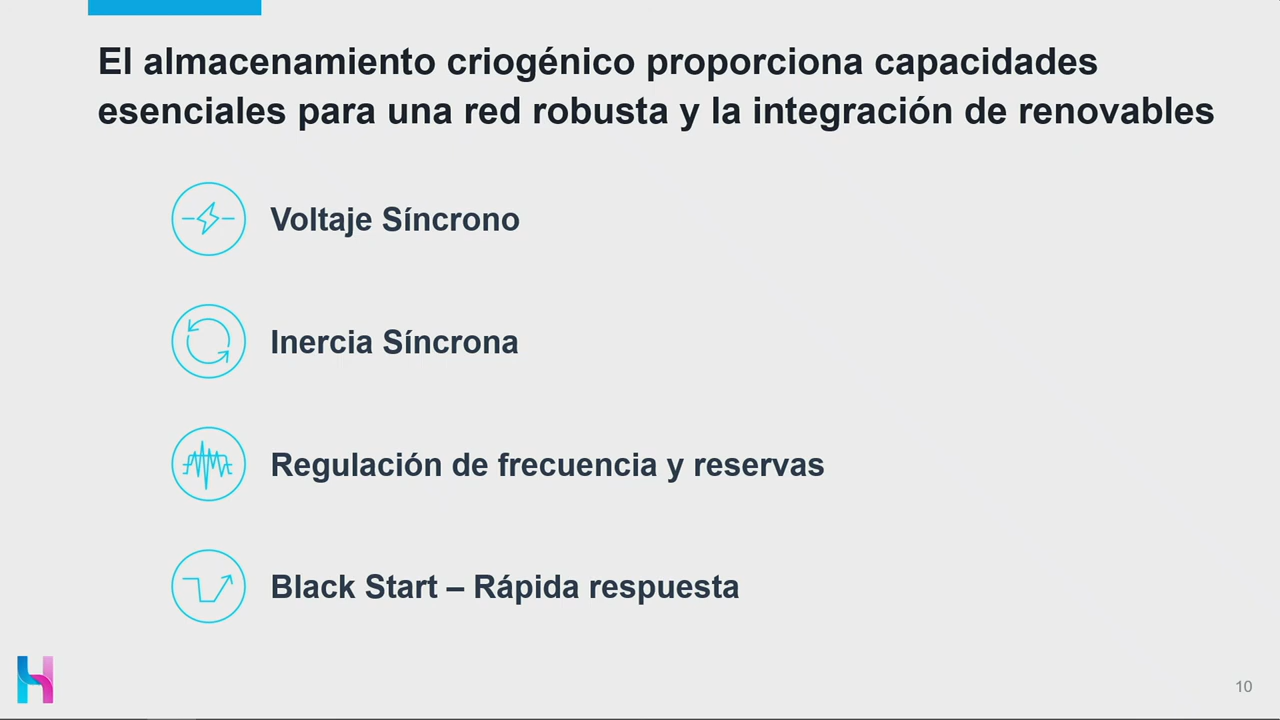 El almacenamiento criogénico proporciona capacidades
esenciales para una red robusta y la integración de renovables
Voltaje Síncrono
Inercia Síncrona
Regulación de frecuencia y reservas
Black Start – Rápida respuesta
10